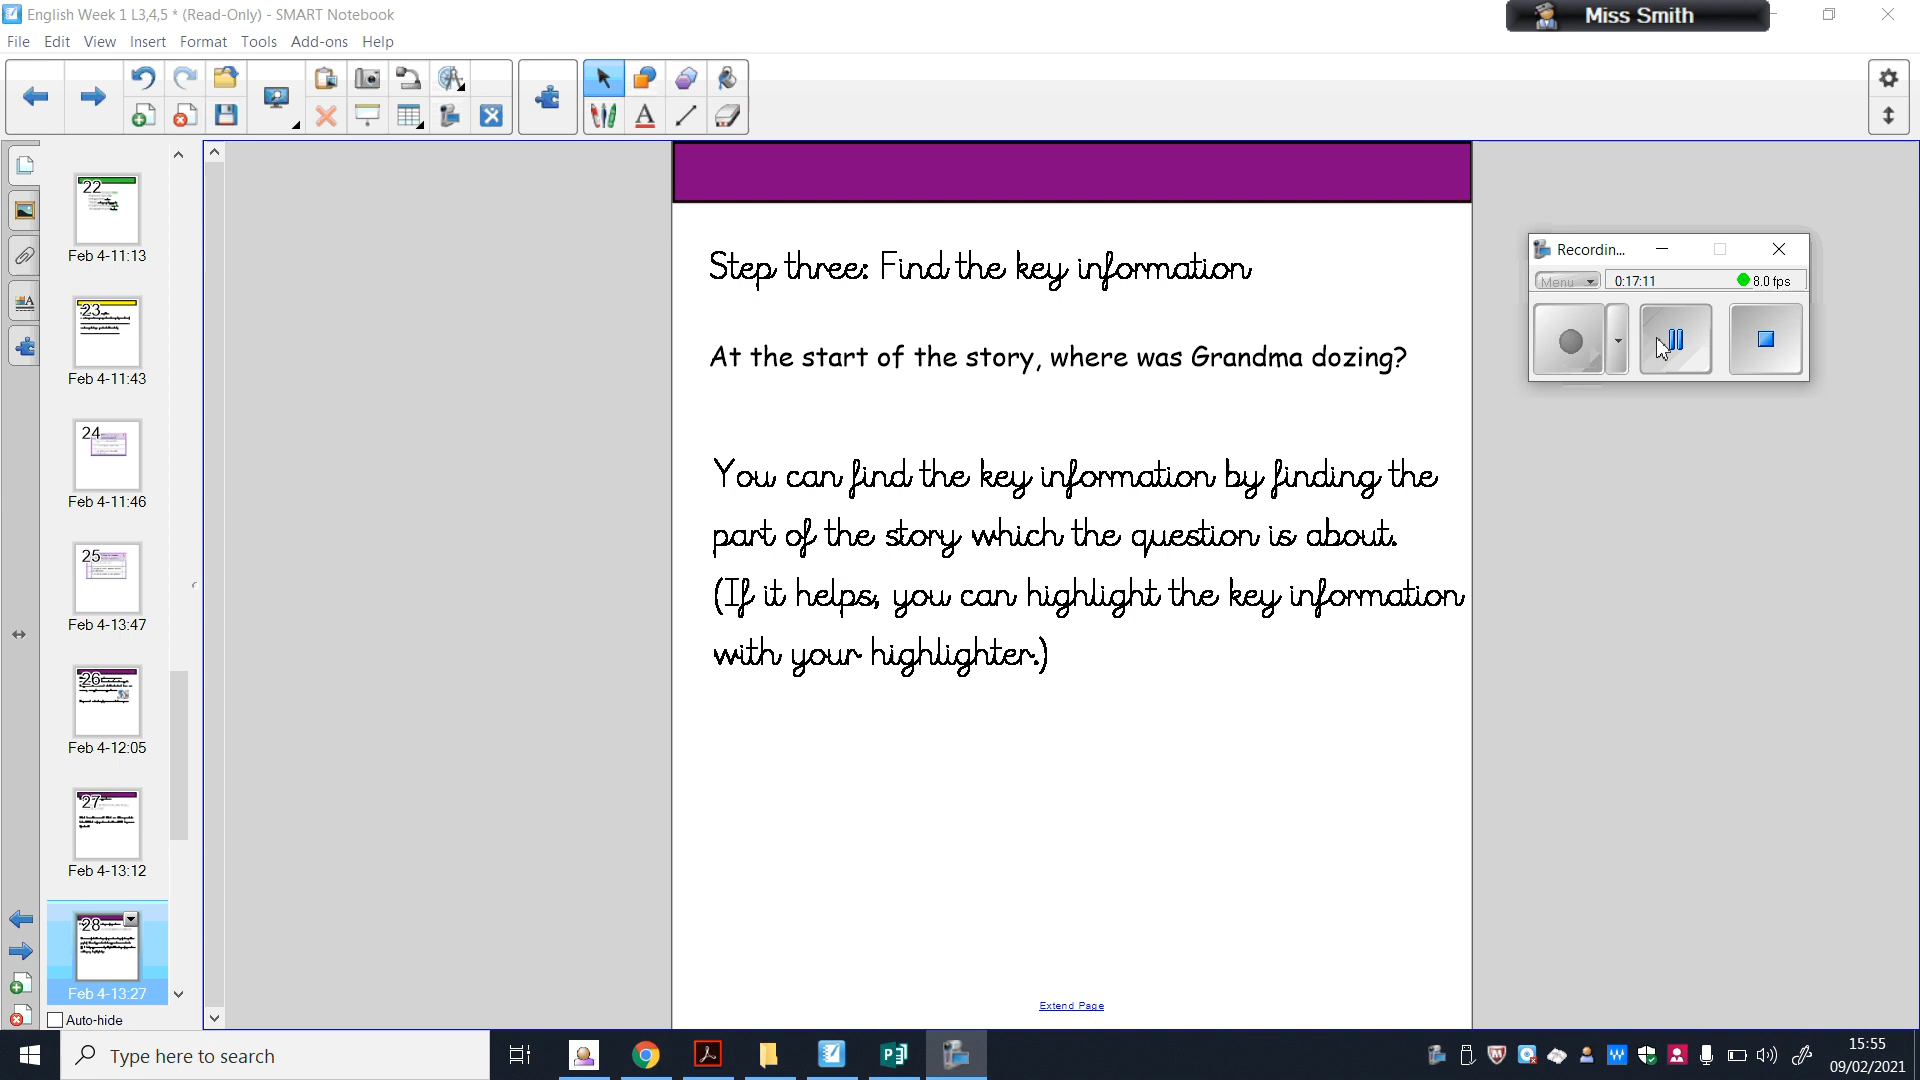 English Week 1 L3,4,5 * (Read-Only) - SMART Notebook
Miss Smith
File Edit View Insert Format Tools Add-ons Help
22
Feb 4-11:13
23
Feb 4-11:43
24
Feb 4-11:46
25
Feb 4-13:47
26
Feb 4-12:05
27
Feb 4-13:12
28
Feb 4-13:27
Auto-hide
Step three: Find the key information
At the start of the story, where was Grandma dozing?
You can find the key information by finding the
part of the story which the question is about.
(If it helps, you can highlight the key information
with your highlighter.)
Extend Page
Recordin...
Menu 0:17:11 8.0 fps
Type here to search
15:55
09/02/2021